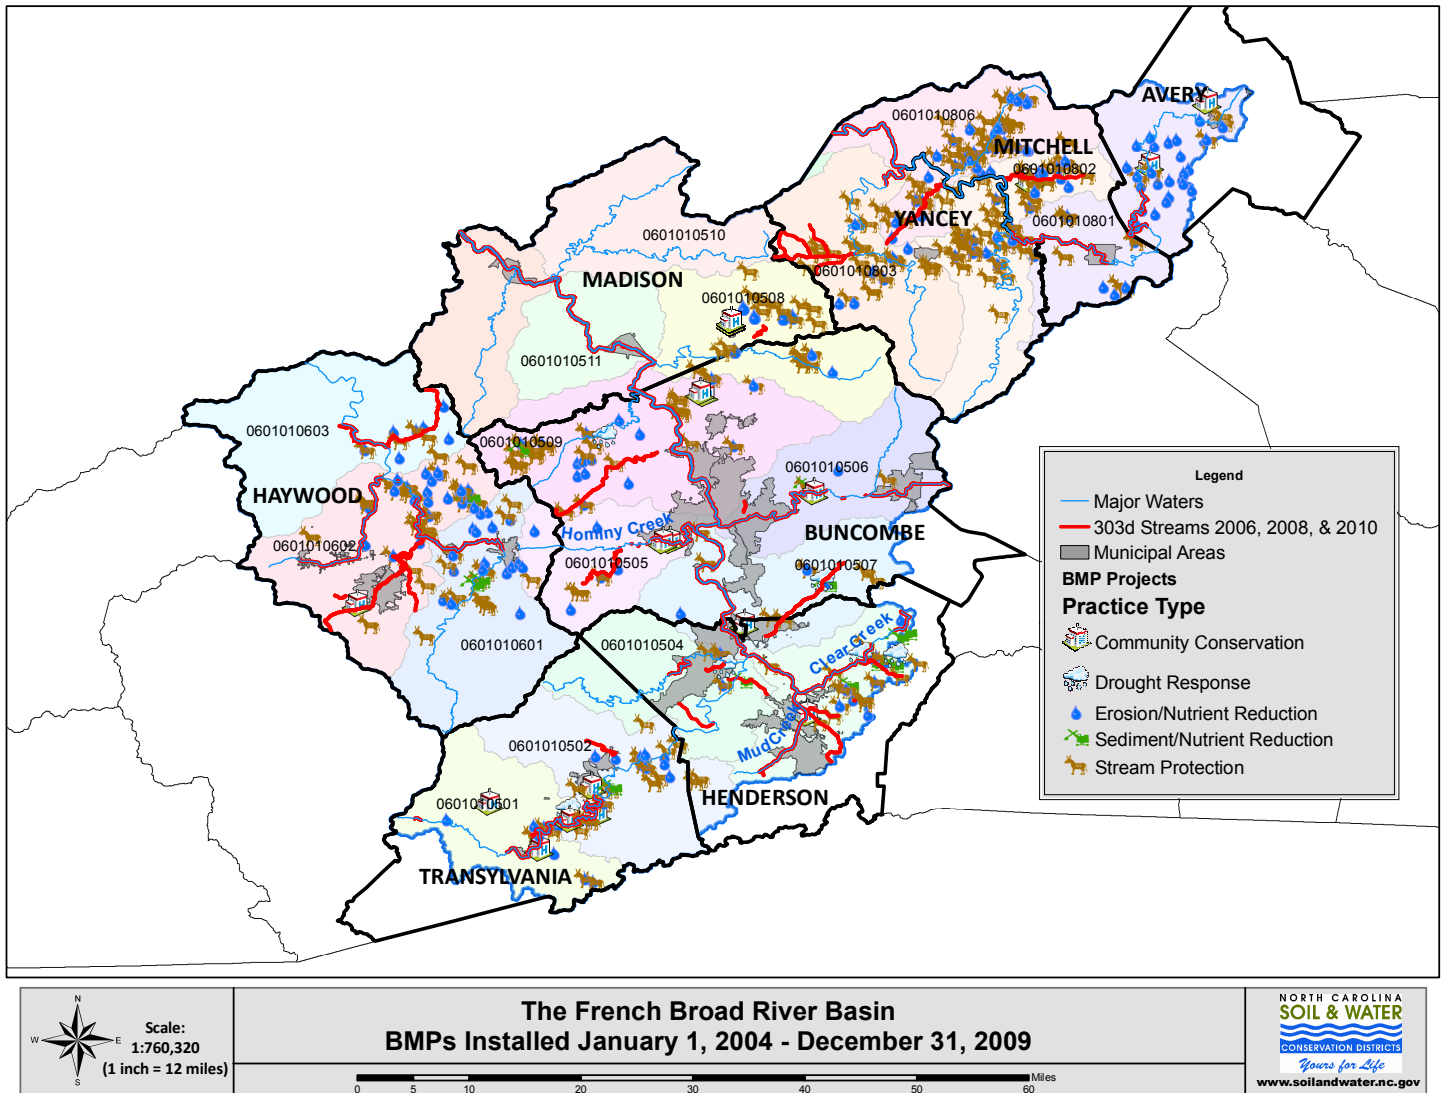 AVERY
0601010806
MITCHELL
0601010802
YANCEY
0601010801
0601010510
MADISON
0601010803
0601010508
0601010511
0601010603
0601010509
HAYWOOD
0601010506
Hominy Creek
BUNCOMBE
0601010602
0601010505
0601010507
0601010601
0601010504
Clear Creek
Mud Creek
0601010502
0601010501
HENDERSON
TRANSYLVANIA
Legend
Major Waters
303d Streams 2006, 2008, & 2010
Municipal Areas
BMP Projects
Practice Type
Community Conservation
Drought Response
Erosion/Nutrient Reduction
Sediment/Nutrient Reduction
Stream Protection
N
W E
S
Scale:
1:760,320
(1 inch = 12 miles)
The French Broad River Basin
BMPs Installed January 1, 2004 - December 31, 2009
Miles
0 5 10 20 30 40 50 60
NORTH CAROLINA
SOIL & WATER
CONSERVATION DISTRICTS
Yours for Life
www.soilandwater.nc.gov